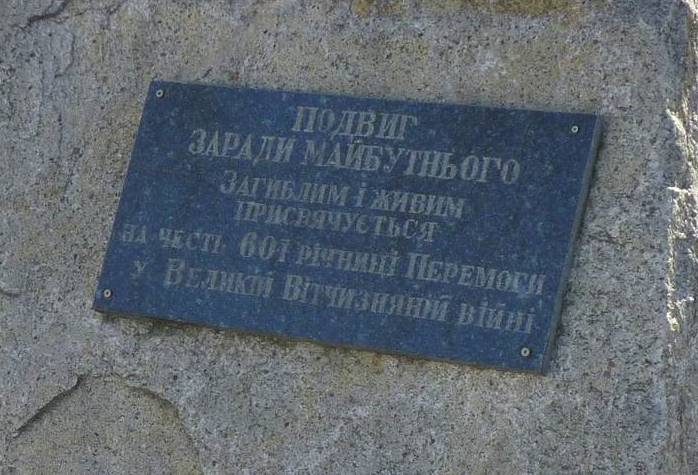 ПОДВИГ
ЗАРАДИ МАЙБУТНЬОГО
ЗАГИБЛИМ І ЖИВИМ
ПРИСВЯЧУЄТЬСЯ
НА ЧЕСТЬ 60Ї РІЧНИЦІ ПЕРЕМОГИ
У ВЕЛИКІЙ ВІТЧИЗНЯНІЙ ВІЙНІ